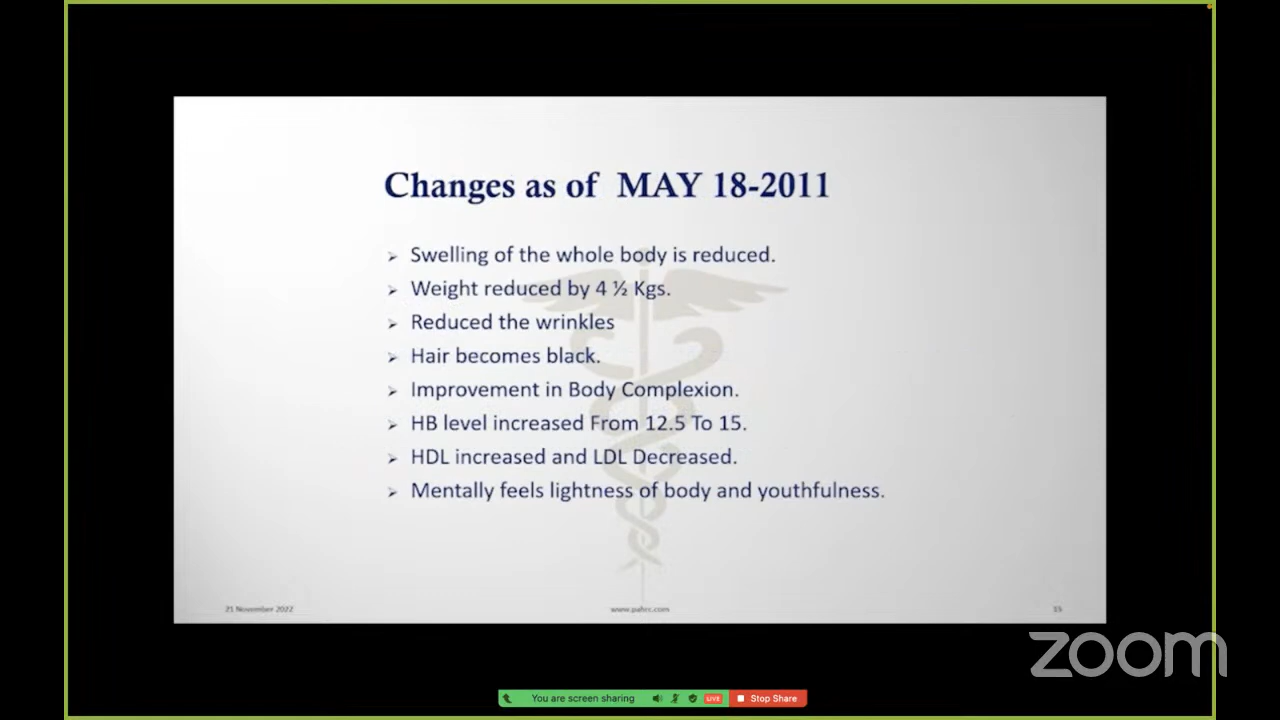 Changes as of MAY 18-2011
➢ Swelling of the whole body is reduced.
➢ Weight reduced by 4 ½ Kgs.
➢ Reduced the wrinkles
➢ Hair becomes black.
➢ Improvement in Body Complexion.
➢ HB level increased From 12.5 To 15.
➢ HDL increased and LDL Decreased.
➢ Mentally feels lightness of body and youthfulness.
21 November 2022 www.pahrc.com 15
zoom
You are screen sharing LIVE Stop Share